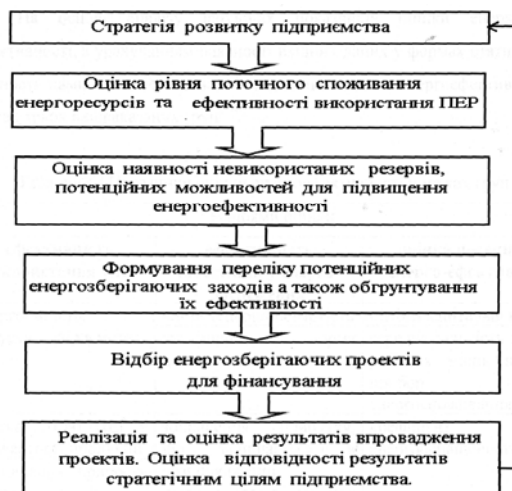 Стратегія розвитку підприємства
Оцінка рівня поточного споживання
енергоресурсів та ефективності використання ПЕР
Оцінка наявності невикористаних резервів,
потенційних можливостей для підвищення
енергоефективності
Формування переліку потенційних
енергозберігаючих заходів а також обгрунтування
їх ефективності
Відбір енергозберігаючих проектів
для фінансування
Реалізація та оцінка результатів впровадження
проектів. Оцінка відповідності результатів
стратегічним цілям підприємства.